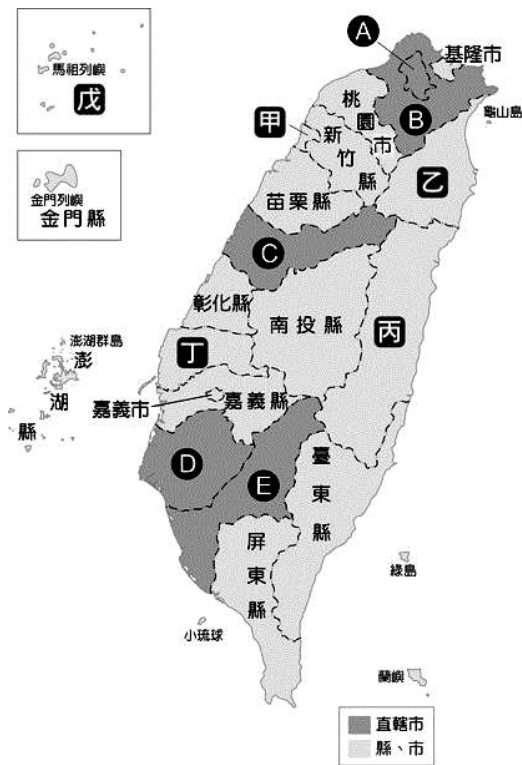 A
基隆市
馬祖列嶼
戊
桃園市
B
龜山島
甲
新竹縣
乙
金門列嶼
金門縣
苗栗縣
C
彰化縣
南投縣
丙
澎湖群島
澎湖縣
丁
嘉義市
嘉義縣
D
E
臺東縣
屏東縣
綠島
小琉球
蘭嶼
直轄市
縣、市